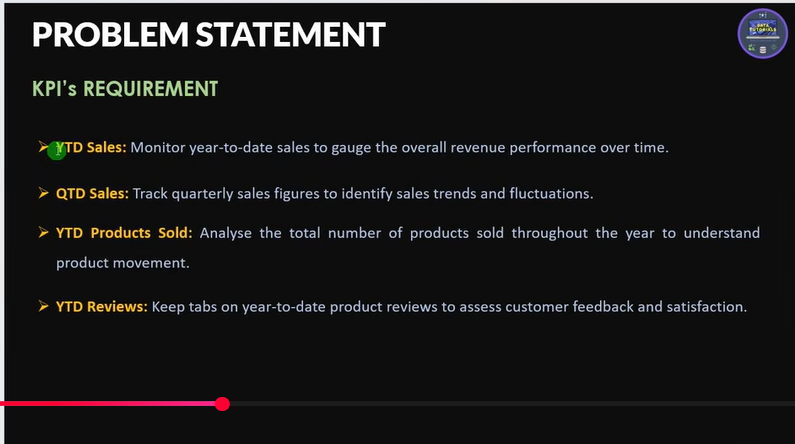 PROBLEM STATEMENT
DATA
TUTORIALS
KPI's REQUIREMENT
➢ YTD Sales: Monitor year-to-date sales to gauge the overall revenue performance over time.
➢ QTD Sales: Track quarterly sales figures to identify sales trends and fluctuations.
➢ YTD Products Sold: Analyse the total number of products sold throughout the year to understand
product movement.
➢ YTD Reviews: Keep tabs on year-to-date product reviews to assess customer feedback and satisfaction.